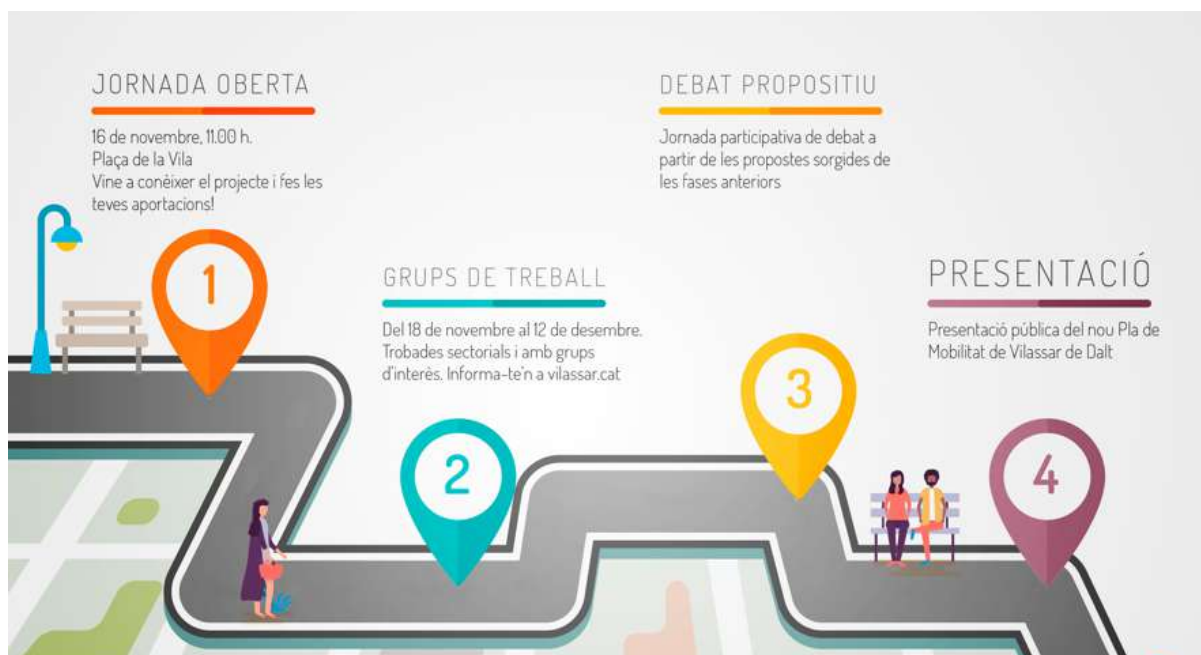 JORNADA OBERTA
16 de novembre, 11.00 h.
Plaça de la Vila
Vine a conèixer el projecte i fes les
teves aportacions!
1
GRUPS DE TREBALL
Del 18 de novembre al 12 de desembre.
Trobades sectorials i amb grups
d'interès. Informa-te'n a vilassar.cat
2
DEBAT PROPOSITIU
Jornada participativa de debat a
partir de les propostes sorgides de
les fases anteriors
3
PRESENTACIÓ
Presentació pública del nou Pla de
Mobilitat de Vilassar de Dalt
4